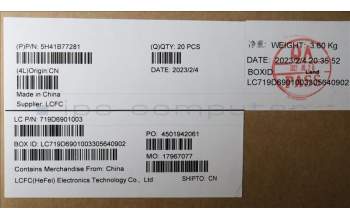 (P)P/N: 5H41B77281
(Q)QTY: 20 PCS
(4L)Origin:CN
DATE: 2023/2/4
Made in China
Supplier: LCFC
净重: WEIGHT: 3.60 Kg
DATE 2023/2/4 20:35:52
BOXID
LC719D6901003305640902
QA
PASS
LC P/N: 719D6901003
PO: 4501942061
BOX ID: LC719D6901003305640902
MO: 17967077
Contains Merchandise From: China
SHIPTO: CN
LCFC(HeFei) Electronics Technology Co., Ltd